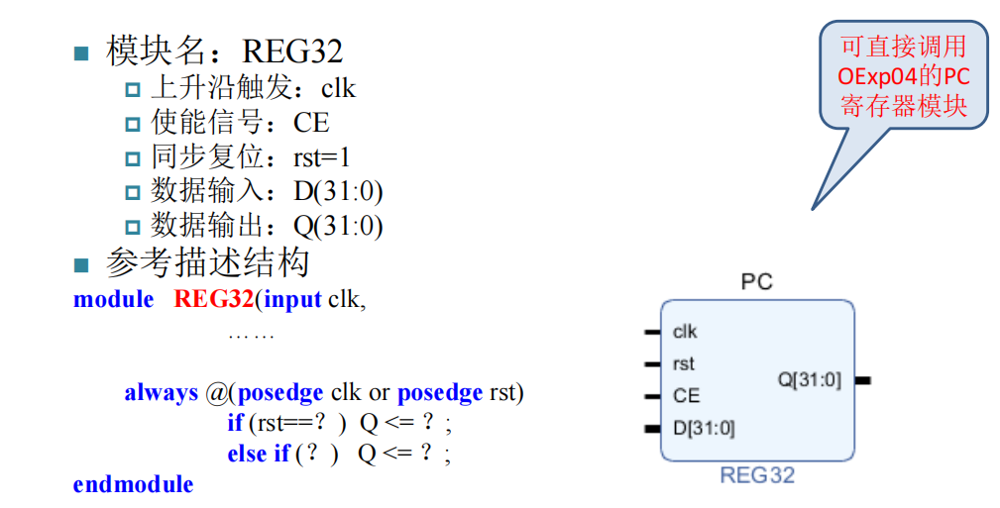 模块名：REG32
上升沿触发：clk
使能信号：CE
同步复位：rst=1
数据输入：D(31:0)
数据输出：Q(31:0)
参考描述结构
module REG32(input clk,
……
always @(posedge clk or posedge rst)
if (rst==？) Q <= ？;
else if (？) Q <= ？;
endmodule
可直接调用
OExp04的PC
寄存器模块
PC
clk
rst
CE
D[31:0]
Q[31:0]
REG32